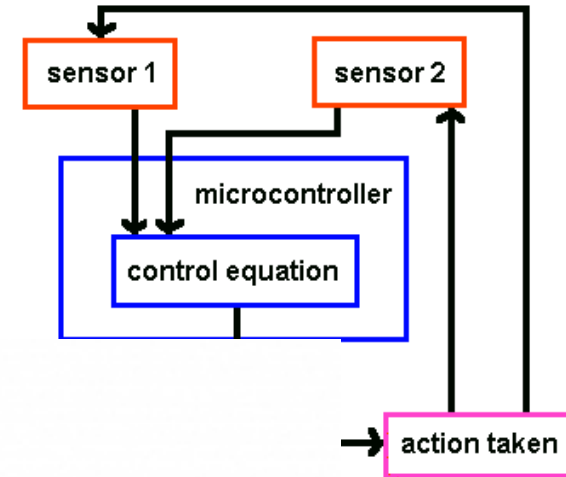 sensor 1
sensor 2
microcontroller
control equation
action taken